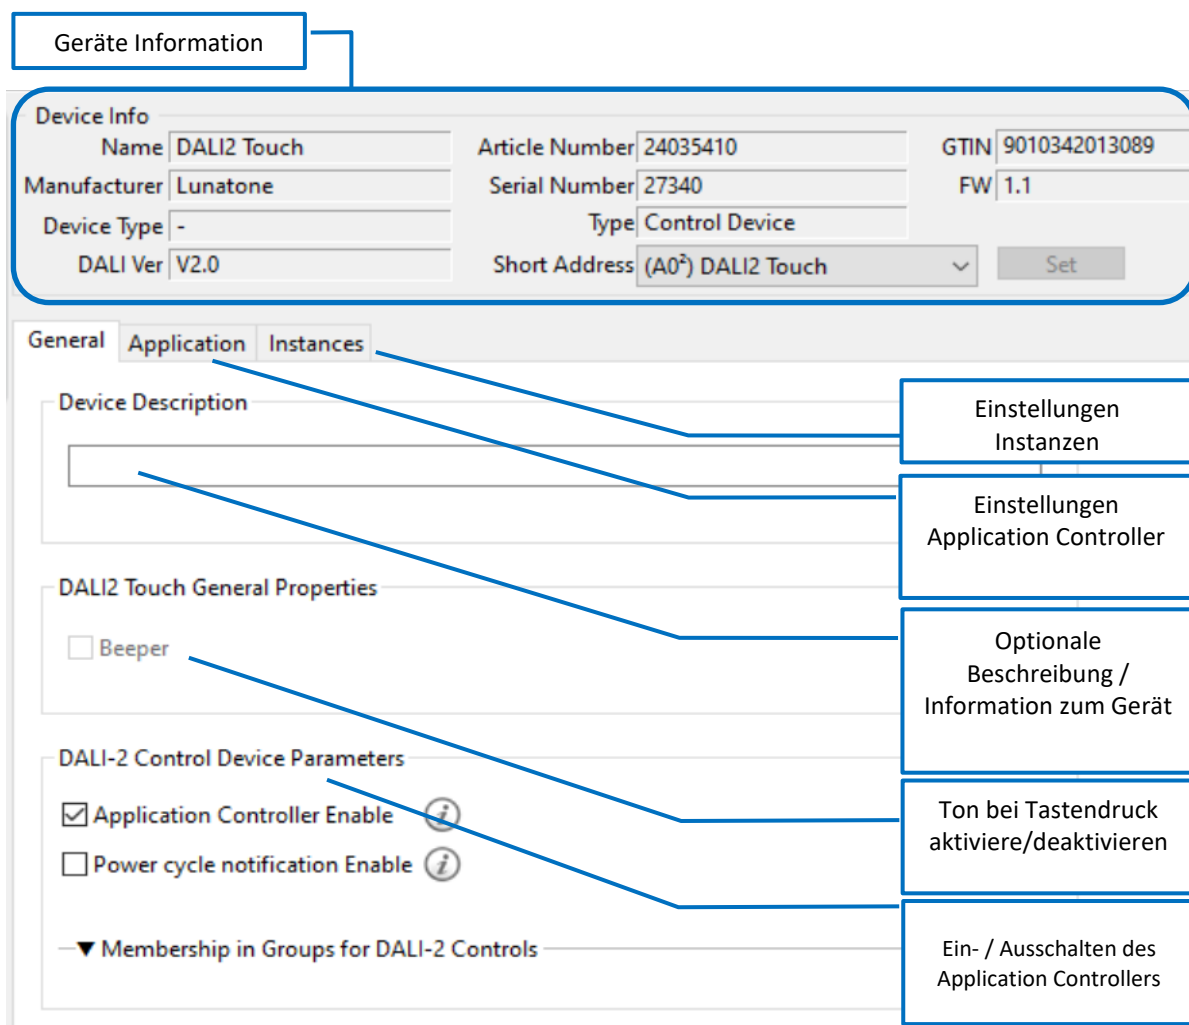 Geräte Information
Device Info
Name DALI2 Touch Article Number 24035410 GTIN 9010342013089
Manufacturer Lunatone Serial Number 27340 FW 1.1
Device Type - Type Control Device
DALI Ver V2.0 Short Address (A0²) DALI2 Touch Set
General Application Instances
Device Description
Einstellungen
Instanzen
Einstellungen
Application Controller
DALI2 Touch General Properties
Beeper
Optionale
Beschreibung /
Information zum Gerät
DALI-2 Control Device Parameters
Application Controller Enable i
Power cycle notification Enable i
Ton bei Tastendruck
aktiviere/deaktivieren
▼ Membership in Groups for DALI-2 Controls
Ein- / Ausschalten des
Application Controllers